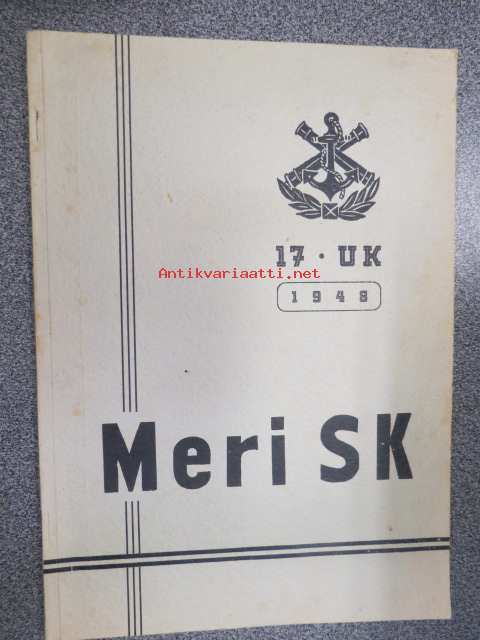 17 · UK
Antikvariaatti.net
1948
Meri SK